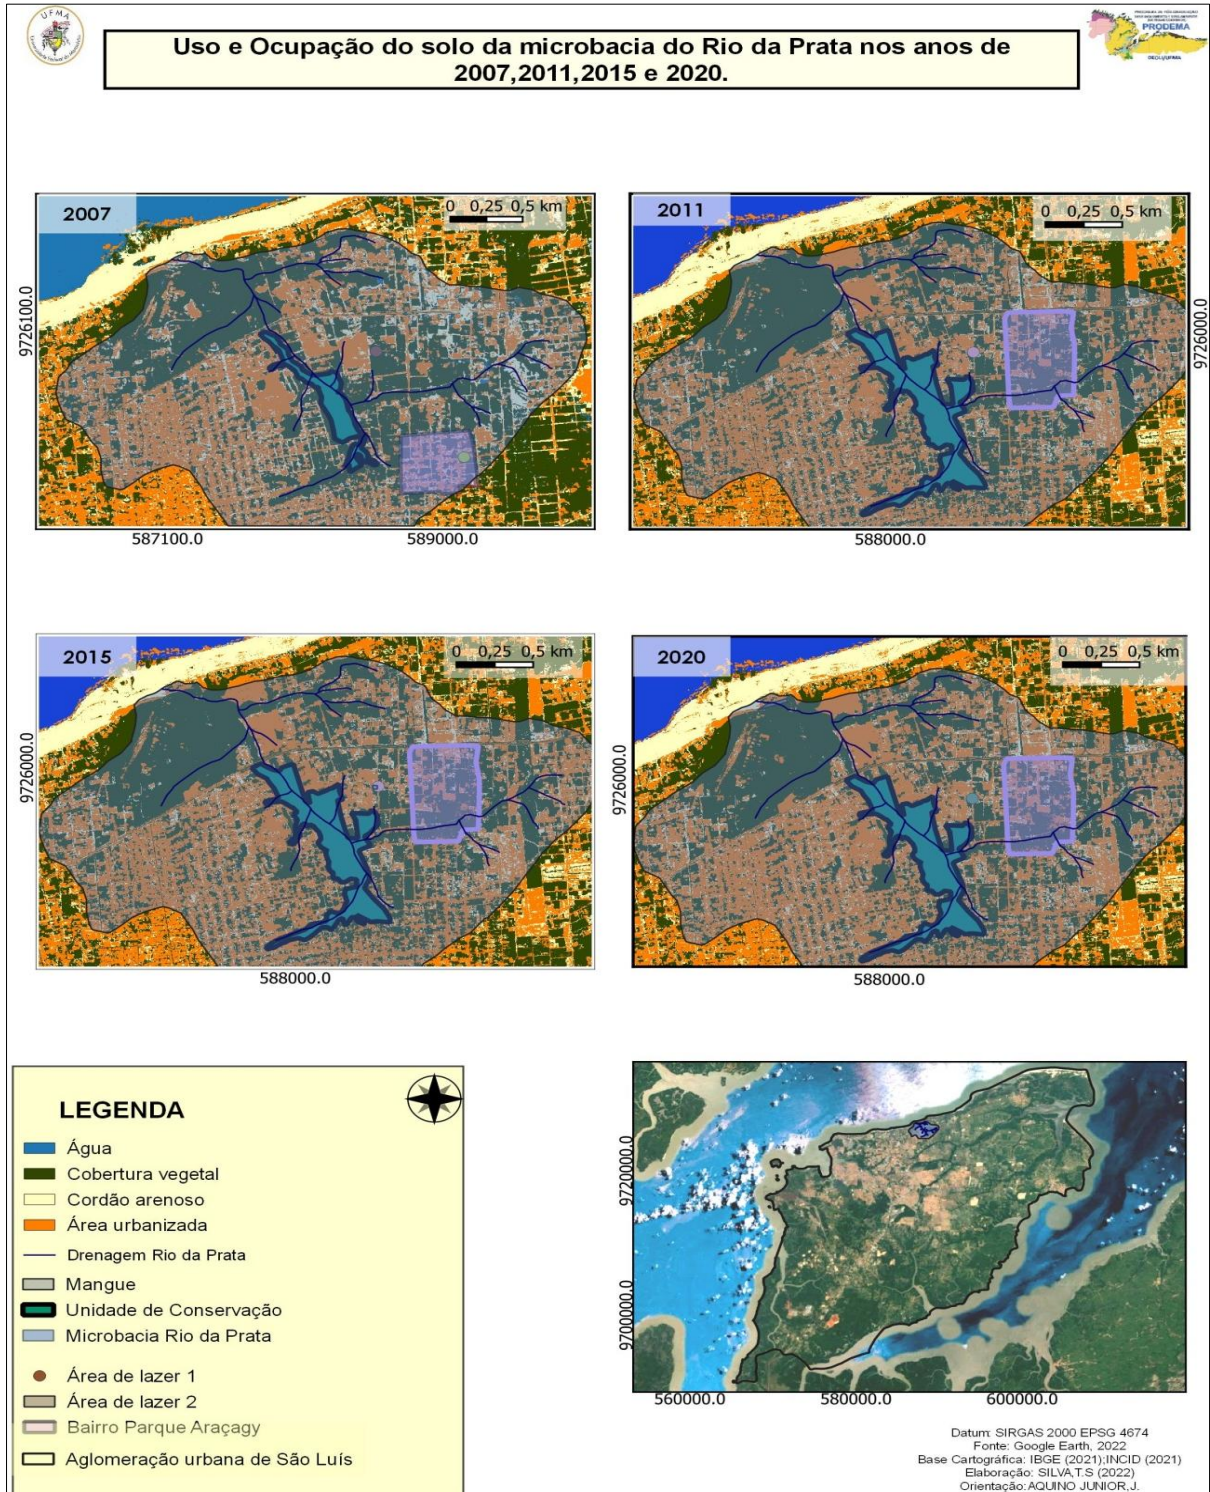 UFMA
PRODEMA
DEOLI/UFMA
Uso e Ocupação do solo da microbacia do Rio da Prata nos anos de
2007,2011,2015 e 2020.
2007
0 0,25 0,5 km
9726100.0
587100.0
589000.0
2011
0 0,25 0,5 km
9726000.0
588000.0
2015
0 0,25 0,5 km
9726000.0
588000.0
2020
0 0,25 0,5 km
9726000.0
588000.0
LEGENDA
Água
Cobertura vegetal
Cordão arenoso
Área urbanizada
Drenagem Rio da Prata
Mangue
Unidade de Conservação
Microbacia Rio da Prata
Área de lazer 1
Área de lazer 2
Bairro Parque Araçagy
Aglomeração urbana de São Luís
9720000.0
9700000.0
560000.0
580000.0
600000.0
Datum: SIRGAS 2000 EPSG 4674
Fonte: Google Earth, 2022
Base Cartográfica: IBGE (2021);INCID (2021)
Elaboração: SILVA,T.S (2022)
Orientação:AQUINO JUNIOR,J.